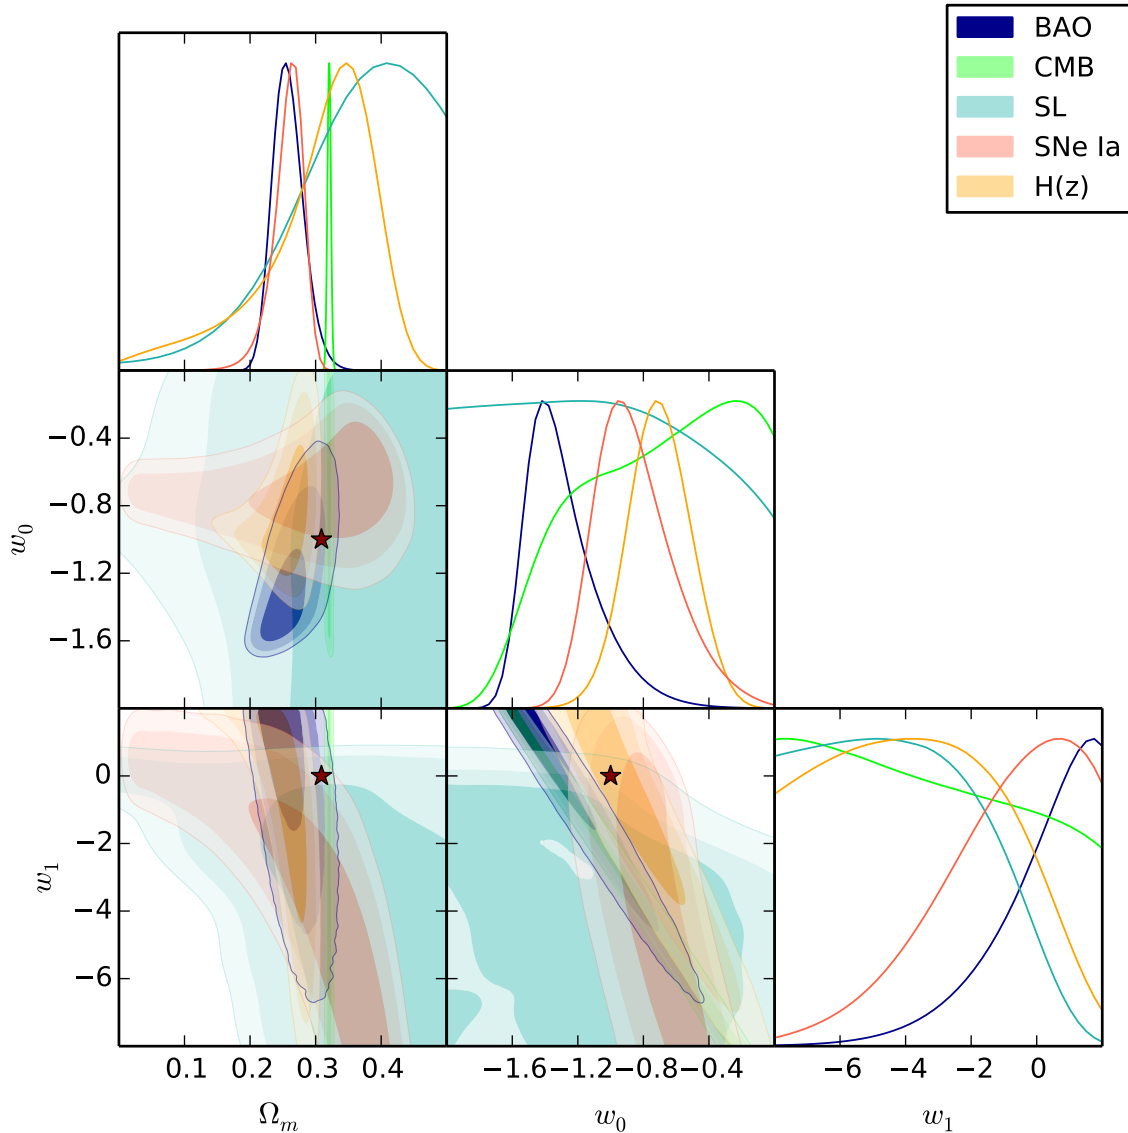 BAO
CMB
SL
SNe Ia
H(z)
−0.4
−0.8
−1.2
−1.6
w₀
0
−2
−4
−6
w₁
0.1 0.2 0.3 0.4
−1.6 −1.2 −0.8 −0.4
−6 −4 −2 0
Ωₘ w₀ w₁